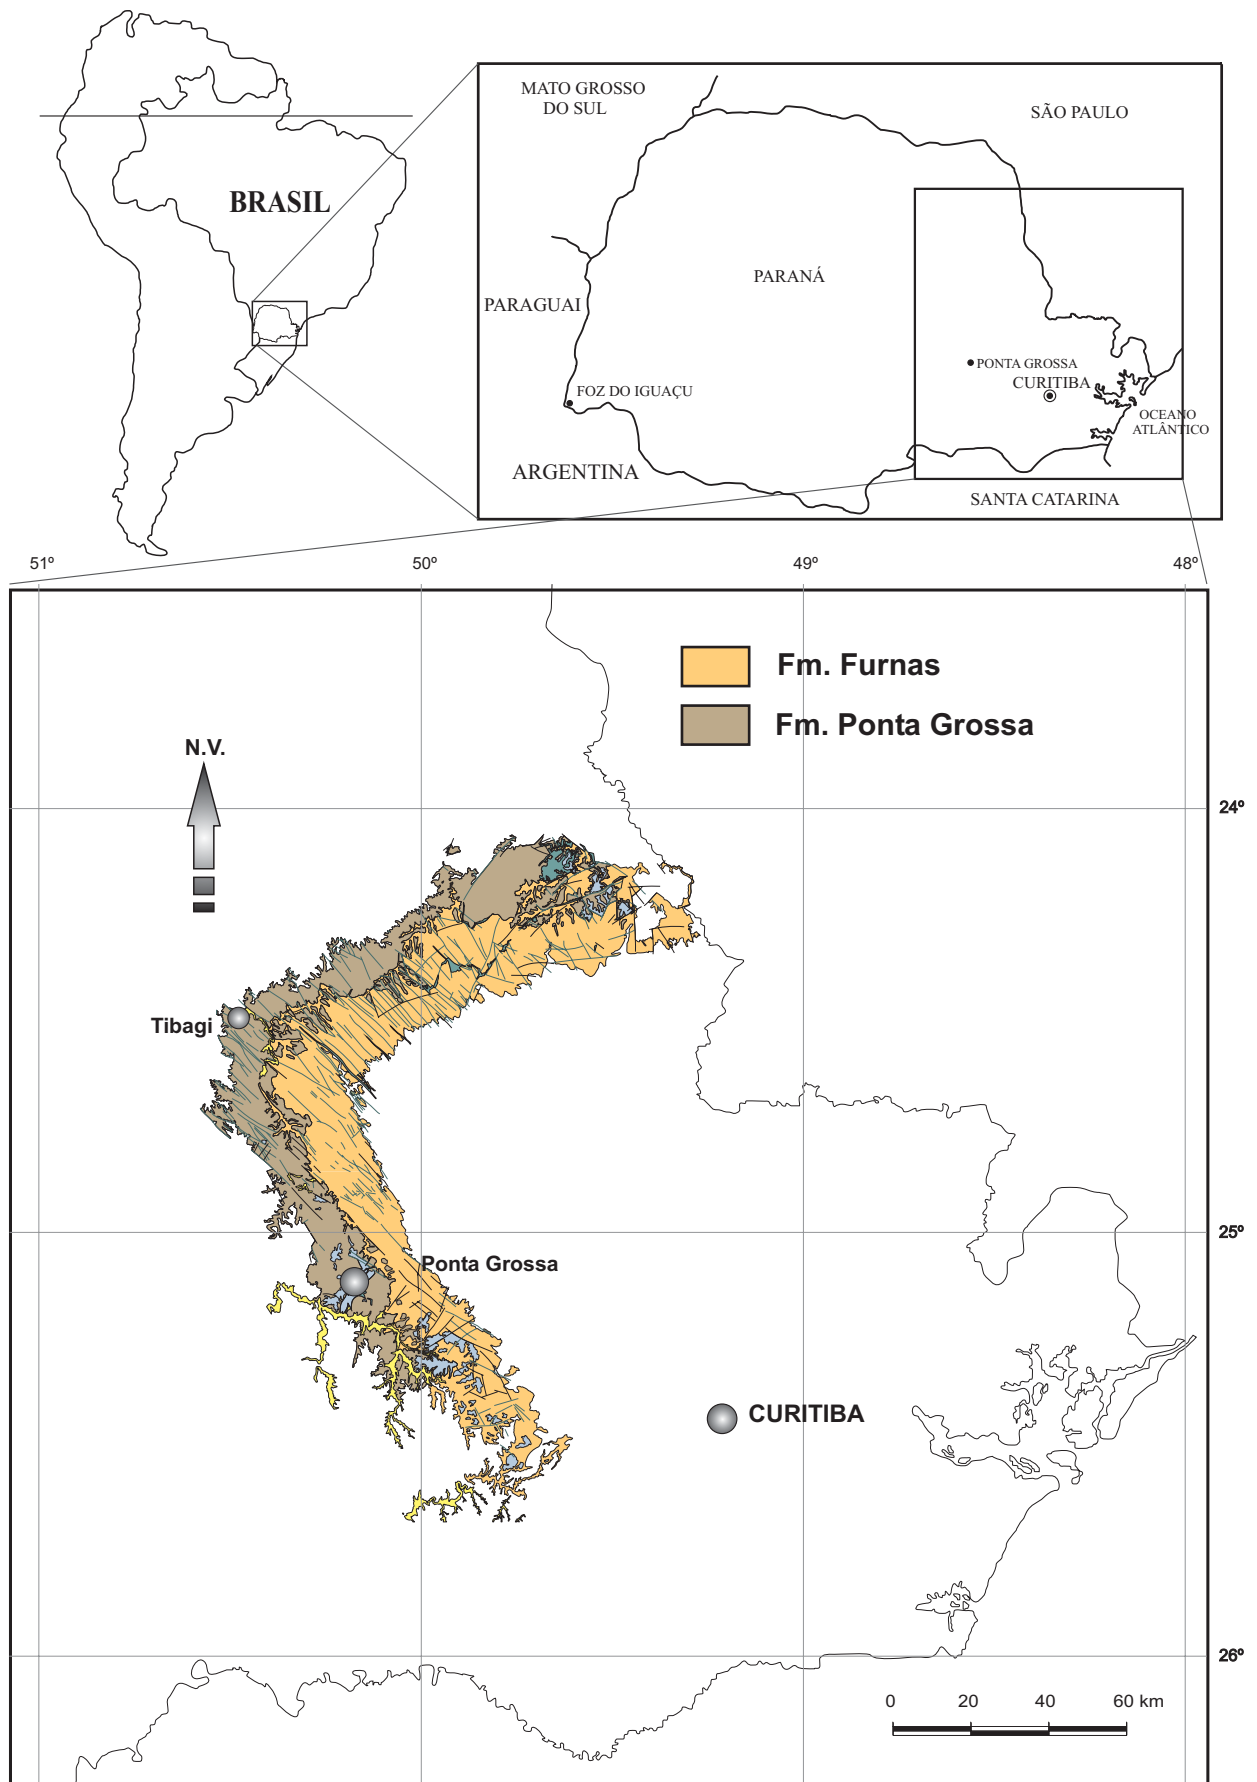 MATO GROSSO
DO SUL
SÃO PAULO
BRASIL
PARANÁ
PARAGUAI
PONTA GROSSA
CURITIBA
FOZ DO IGUAÇU
OCEANO
ATLÂNTICO
ARGENTINA
SANTA CATARINA
51º 50º 49º 48º
Fm. Furnas
Fm. Ponta Grossa
N.V.
24º
Tibagi
25º
Ponta Grossa
CURITIBA
26º
0 20 40 60 km